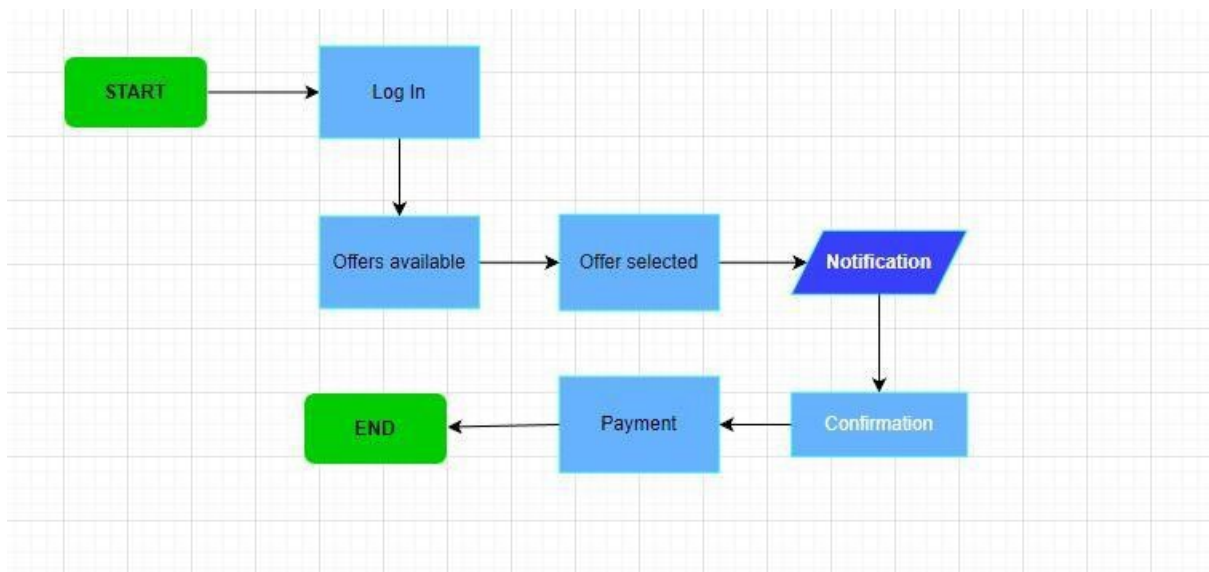 START
Log In
Offers available
Offer selected
Notification
Confirmation
Payment
END